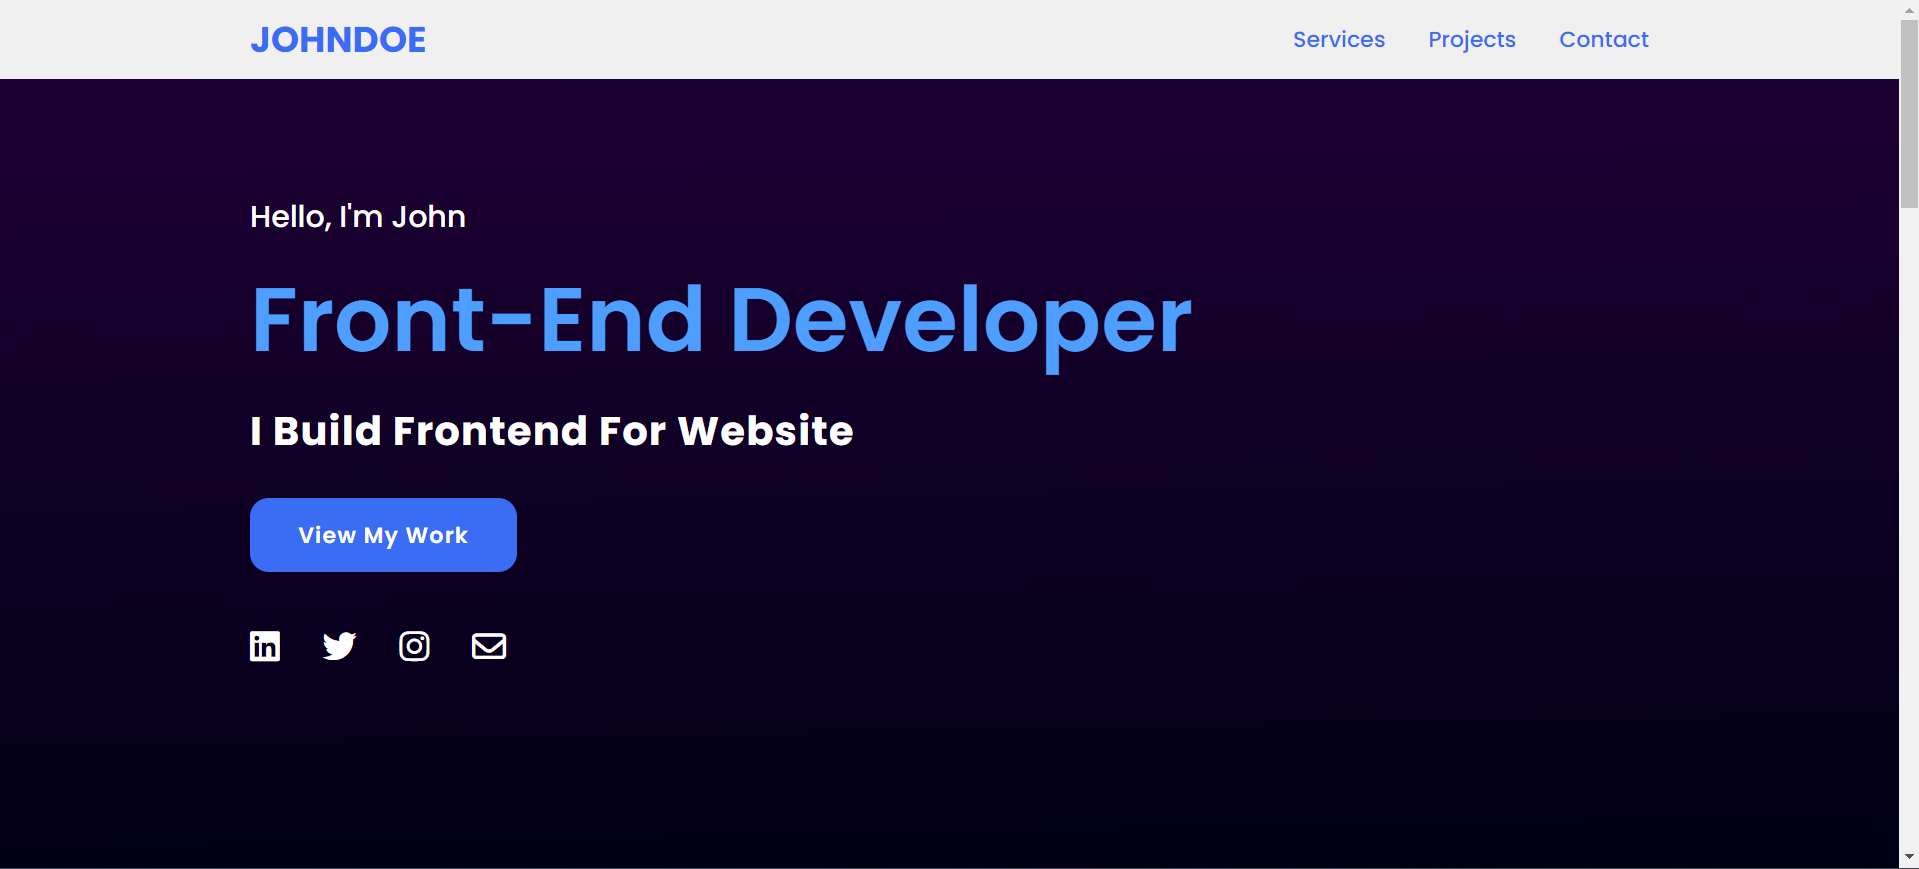 JOHNDOE
Services Projects Contact
Hello, I'm John
Front-End Developer
I Build Frontend For Website
View My Work